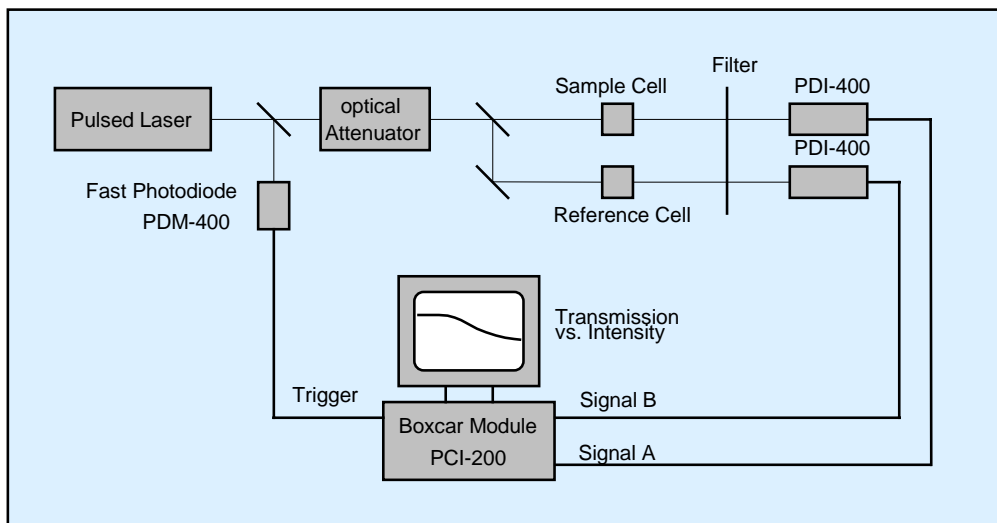 Pulsed Laser
optical
Attenuator
Sample Cell
Filter
PDI-400
PDI-400
Fast Photodiode
PDM-400
Reference Cell
Transmission
vs. Intensity
Trigger
Boxcar Module
PCI-200
Signal B
Signal A